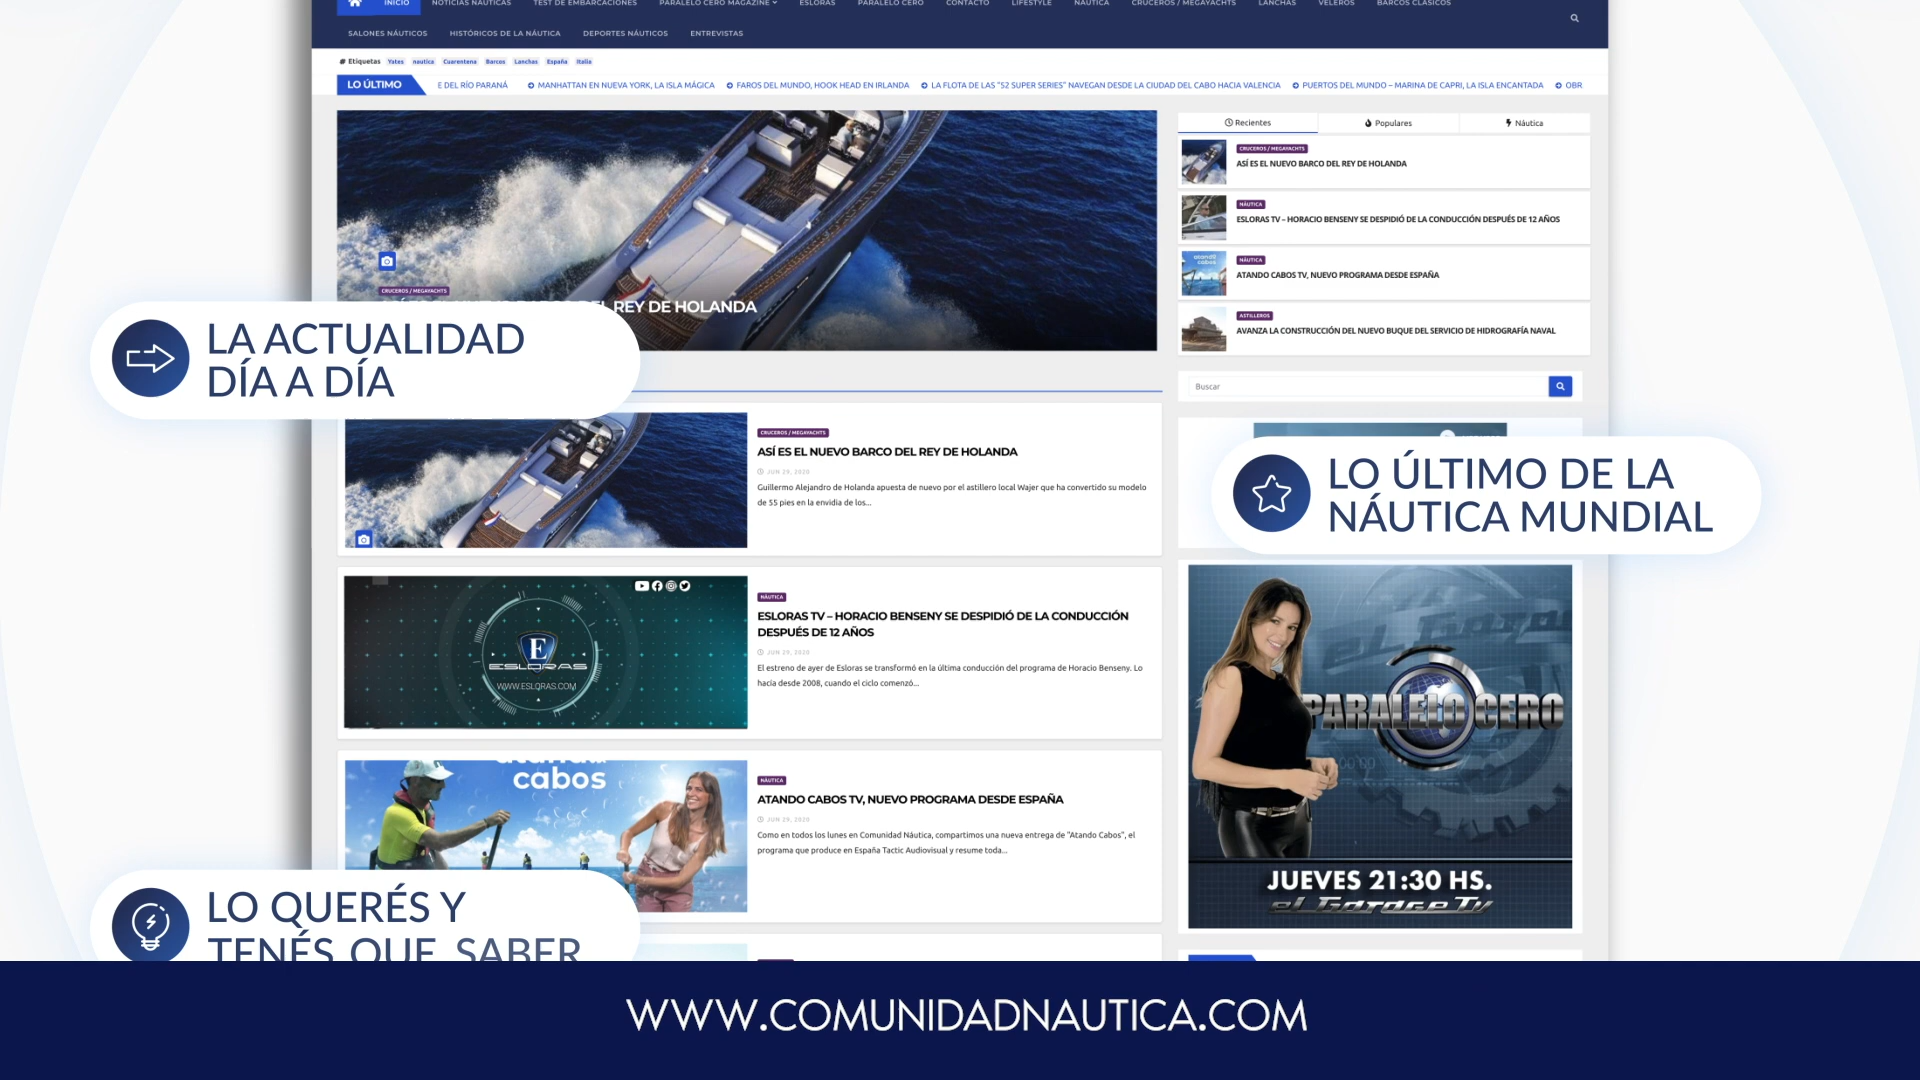 INICIO NOTICIAS NÁUTICAS TEST DE EMBARCACIONES PARALELO CERO MAGAZINE ESLORAS PARALELO CERO CONTACTO LIFESTYLE NÁUTICA CRUCEROS / MEGAYACHTS LANCHAS VELEROS BARCOS CLÁSICOS
SALONES NÁUTICOS HISTÓRICOS DE LA NÁUTICA DEPORTES NÁUTICOS ENTREVISTAS
# Etiquetas Yates nautica Cuarentena Barcos Lanchas España Italia
LO ÚLTIMO E DEL RÍO PARANÁ MANHATTAN EN NUEVA YORK, LA ISLA MÁGICA FAROS DEL MUNDO, HOOK HEAD EN IRLANDA LA FLOTA DE LAS "52 SUPER SERIES" NAVEGAN DESDE LA CIUDAD DEL CABO HACIA VALENCIA PUERTOS DEL MUNDO – MARINA DE CAPRI, LA ISLA ENCANTADA OBR
CRUCEROS / MEGAYACHTS
REY DE HOLANDA
Recientes Populares Náutica
CRUCEROS / MEGAYACHTS
ASÍ ES EL NUEVO BARCO DEL REY DE HOLANDA
NÁUTICA
ESLORAS TV – HORACIO BENSENY SE DESPIDIÓ DE LA CONDUCCIÓN DESPUÉS DE 12 AÑOS
atando
cabos
NÁUTICA
ATANDO CABOS TV, NUEVO PROGRAMA DESDE ESPAÑA
ASTILLEROS
AVANZA LA CONSTRUCCIÓN DEL NUEVO BUQUE DEL SERVICIO DE HIDROGRAFÍA NAVAL
Buscar
LA ACTUALIDAD
DÍA A DÍA
LO ÚLTIMO DE LA
NÁUTICA MUNDIAL
CRUCEROS / MEGAYACHTS
ASÍ ES EL NUEVO BARCO DEL REY DE HOLANDA
JUN 29, 2020
Guillermo Alejandro de Holanda apuesta de nuevo por el astillero local Wajer que ha convertido su modelo
de 55 pies en la envidia de los...
E
ESLORAS
WWW.ESLORAS.COM
NÁUTICA
ESLORAS TV – HORACIO BENSENY SE DESPIDIÓ DE LA CONDUCCIÓN
DESPUÉS DE 12 AÑOS
JUN 29, 2020
El estreno de ayer de Esloras se transformó en la última conducción del programa de Horacio Benseny. Lo
hacía desde 2008, cuando el ciclo comenzó...
atando
cabos
NÁUTICA
ATANDO CABOS TV, NUEVO PROGRAMA DESDE ESPAÑA
JUN 29, 2020
Como en todos los lunes en Comunidad Náutica, compartimos una nueva entrega de "Atando Cabos", el
programa que produce en España Tactic Audiovisual y resume toda...
PARALELO CERO
JUEVES 21:30 HS.
el Garage Tv
LO QUERÉS Y
TENÉS QUE SABER
WWW.COMUNIDADNAUTICA.COM